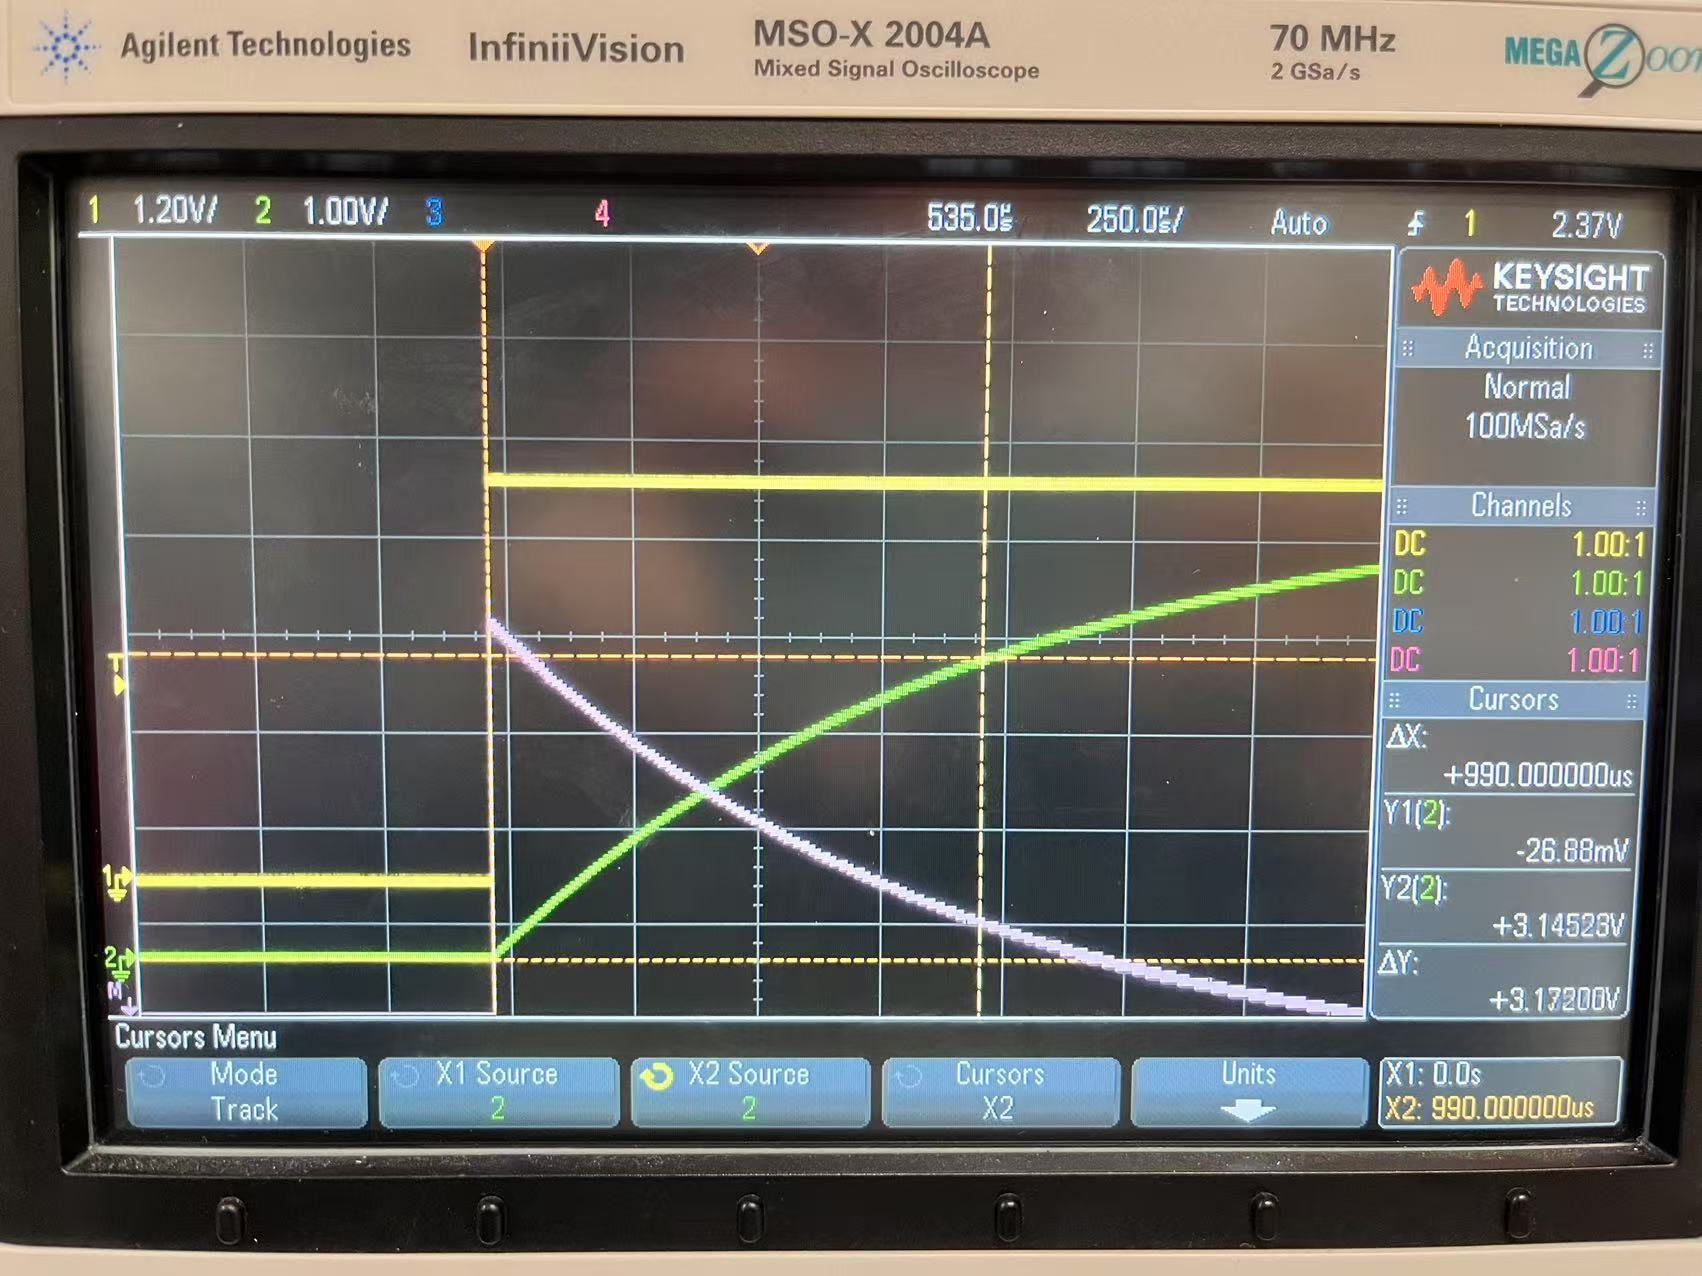 Agilent Technologies InfiniiVision MSO-X 2004A 70 MHz MEGA Zoom
Mixed Signal Oscilloscope 2 GSa/s
1 1.20V/ 2 1.00V/ 3 4 535.0us 250.0us/ Auto 1 2.37V
KEYSIGHT
TECHNOLOGIES
Acquisition
Normal
100MSa/s
Channels
DC 1.00:1
DC 1.00:1
DC 1.00:1
DC 1.00:1
Cursors
ΔX:
+990.000000us
Y1(2):
-26.88mV
Y2(2):
+3.14523V
ΔY:
+3.17200V
T
1
2
M
Cursors Menu
Mode
Track
X1 Source
2
X2 Source
2
Cursors
X2
Units
X1: 0.0s
X2: 990.000000us